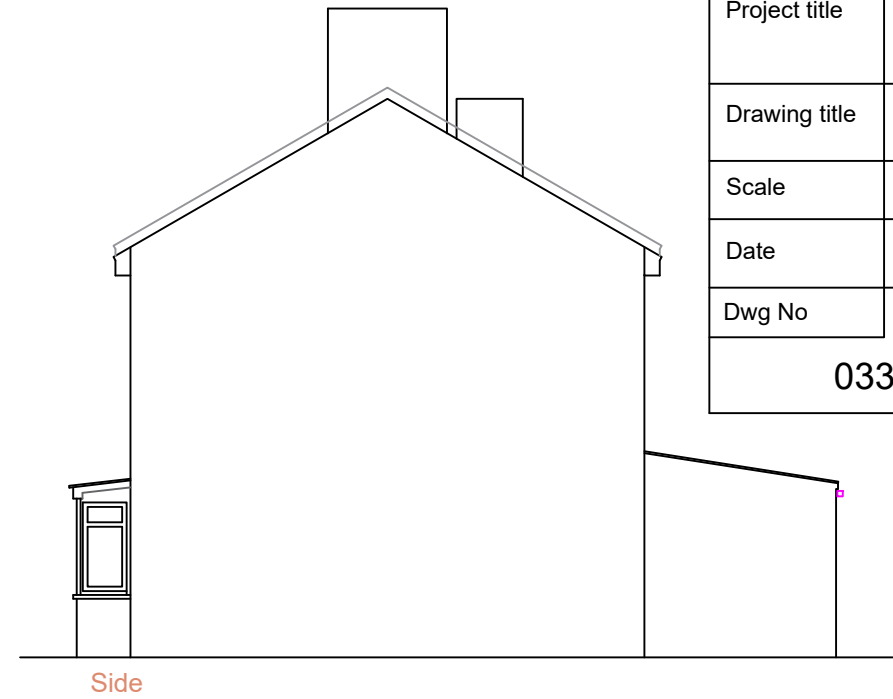 Project title
Drawing title
Scale
Date
Dwg No
033
Side